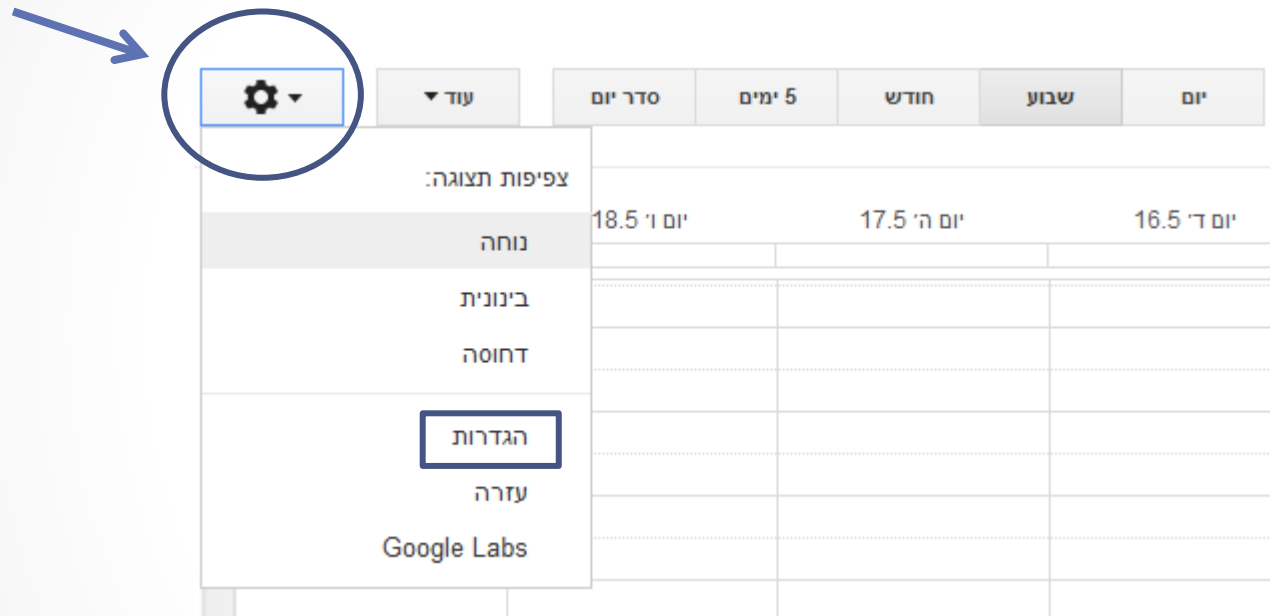 יום
שבוע
חודש
5 ימים
סדר יום
עוד
צפיפות תצוגה:
נוחה
בינונית
דחוסה
הגדרות
עזרה
Google Labs
יום ד׳ 16.5
יום ה׳ 17.5
יום ו׳ 18.5